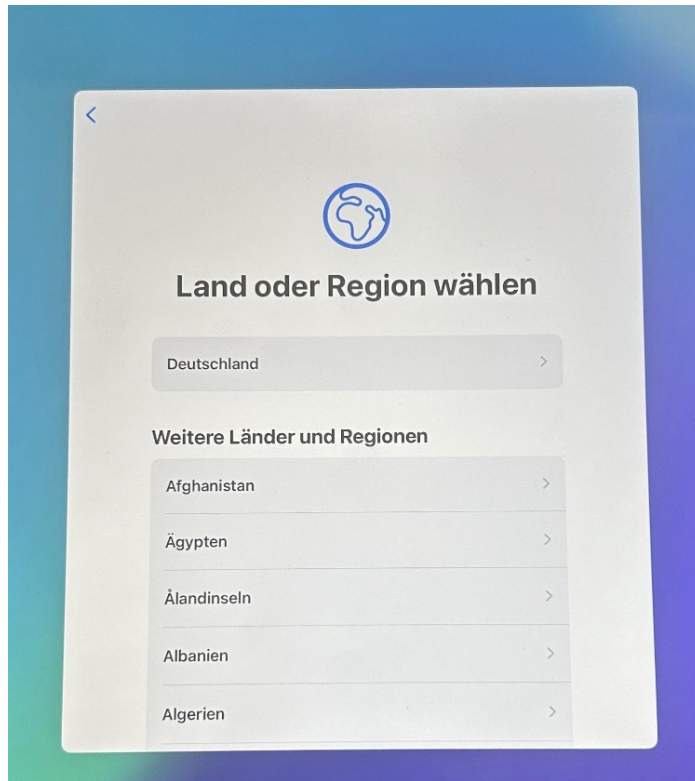 Land oder Region wählen
Deutschland
Weitere Länder und Regionen
Afghanistan
Ägypten
Ålandinseln
Albanien
Algerien